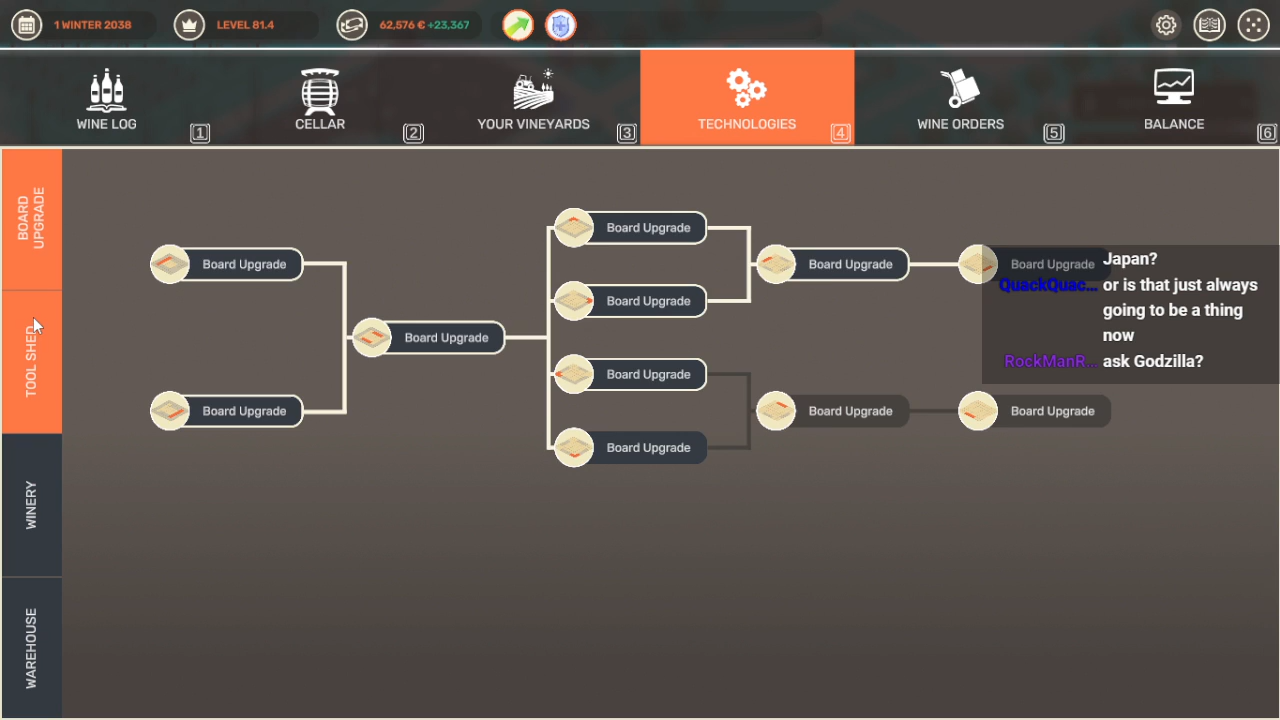 1 WINTER 2038
LEVEL 81.4
62,576 € +23,367
WINE LOG
1
CELLAR
2
YOUR VINEYARDS
3
TECHNOLOGIES
4
WINE ORDERS
5
BALANCE
6
BOARD
UPGRADE
TOOL SHED
WINERY
WAREHOUSE
Board Upgrade
Board Upgrade
Board Upgrade
Board Upgrade
Board Upgrade
Board Upgrade
Board Upgrade
Board Upgrade
Board Upgrade
Board Upgrade
Board Upgrade
Japan?
QuackQuac... or is that just always
going to be a thing
now
RockManR... ask Godzilla?